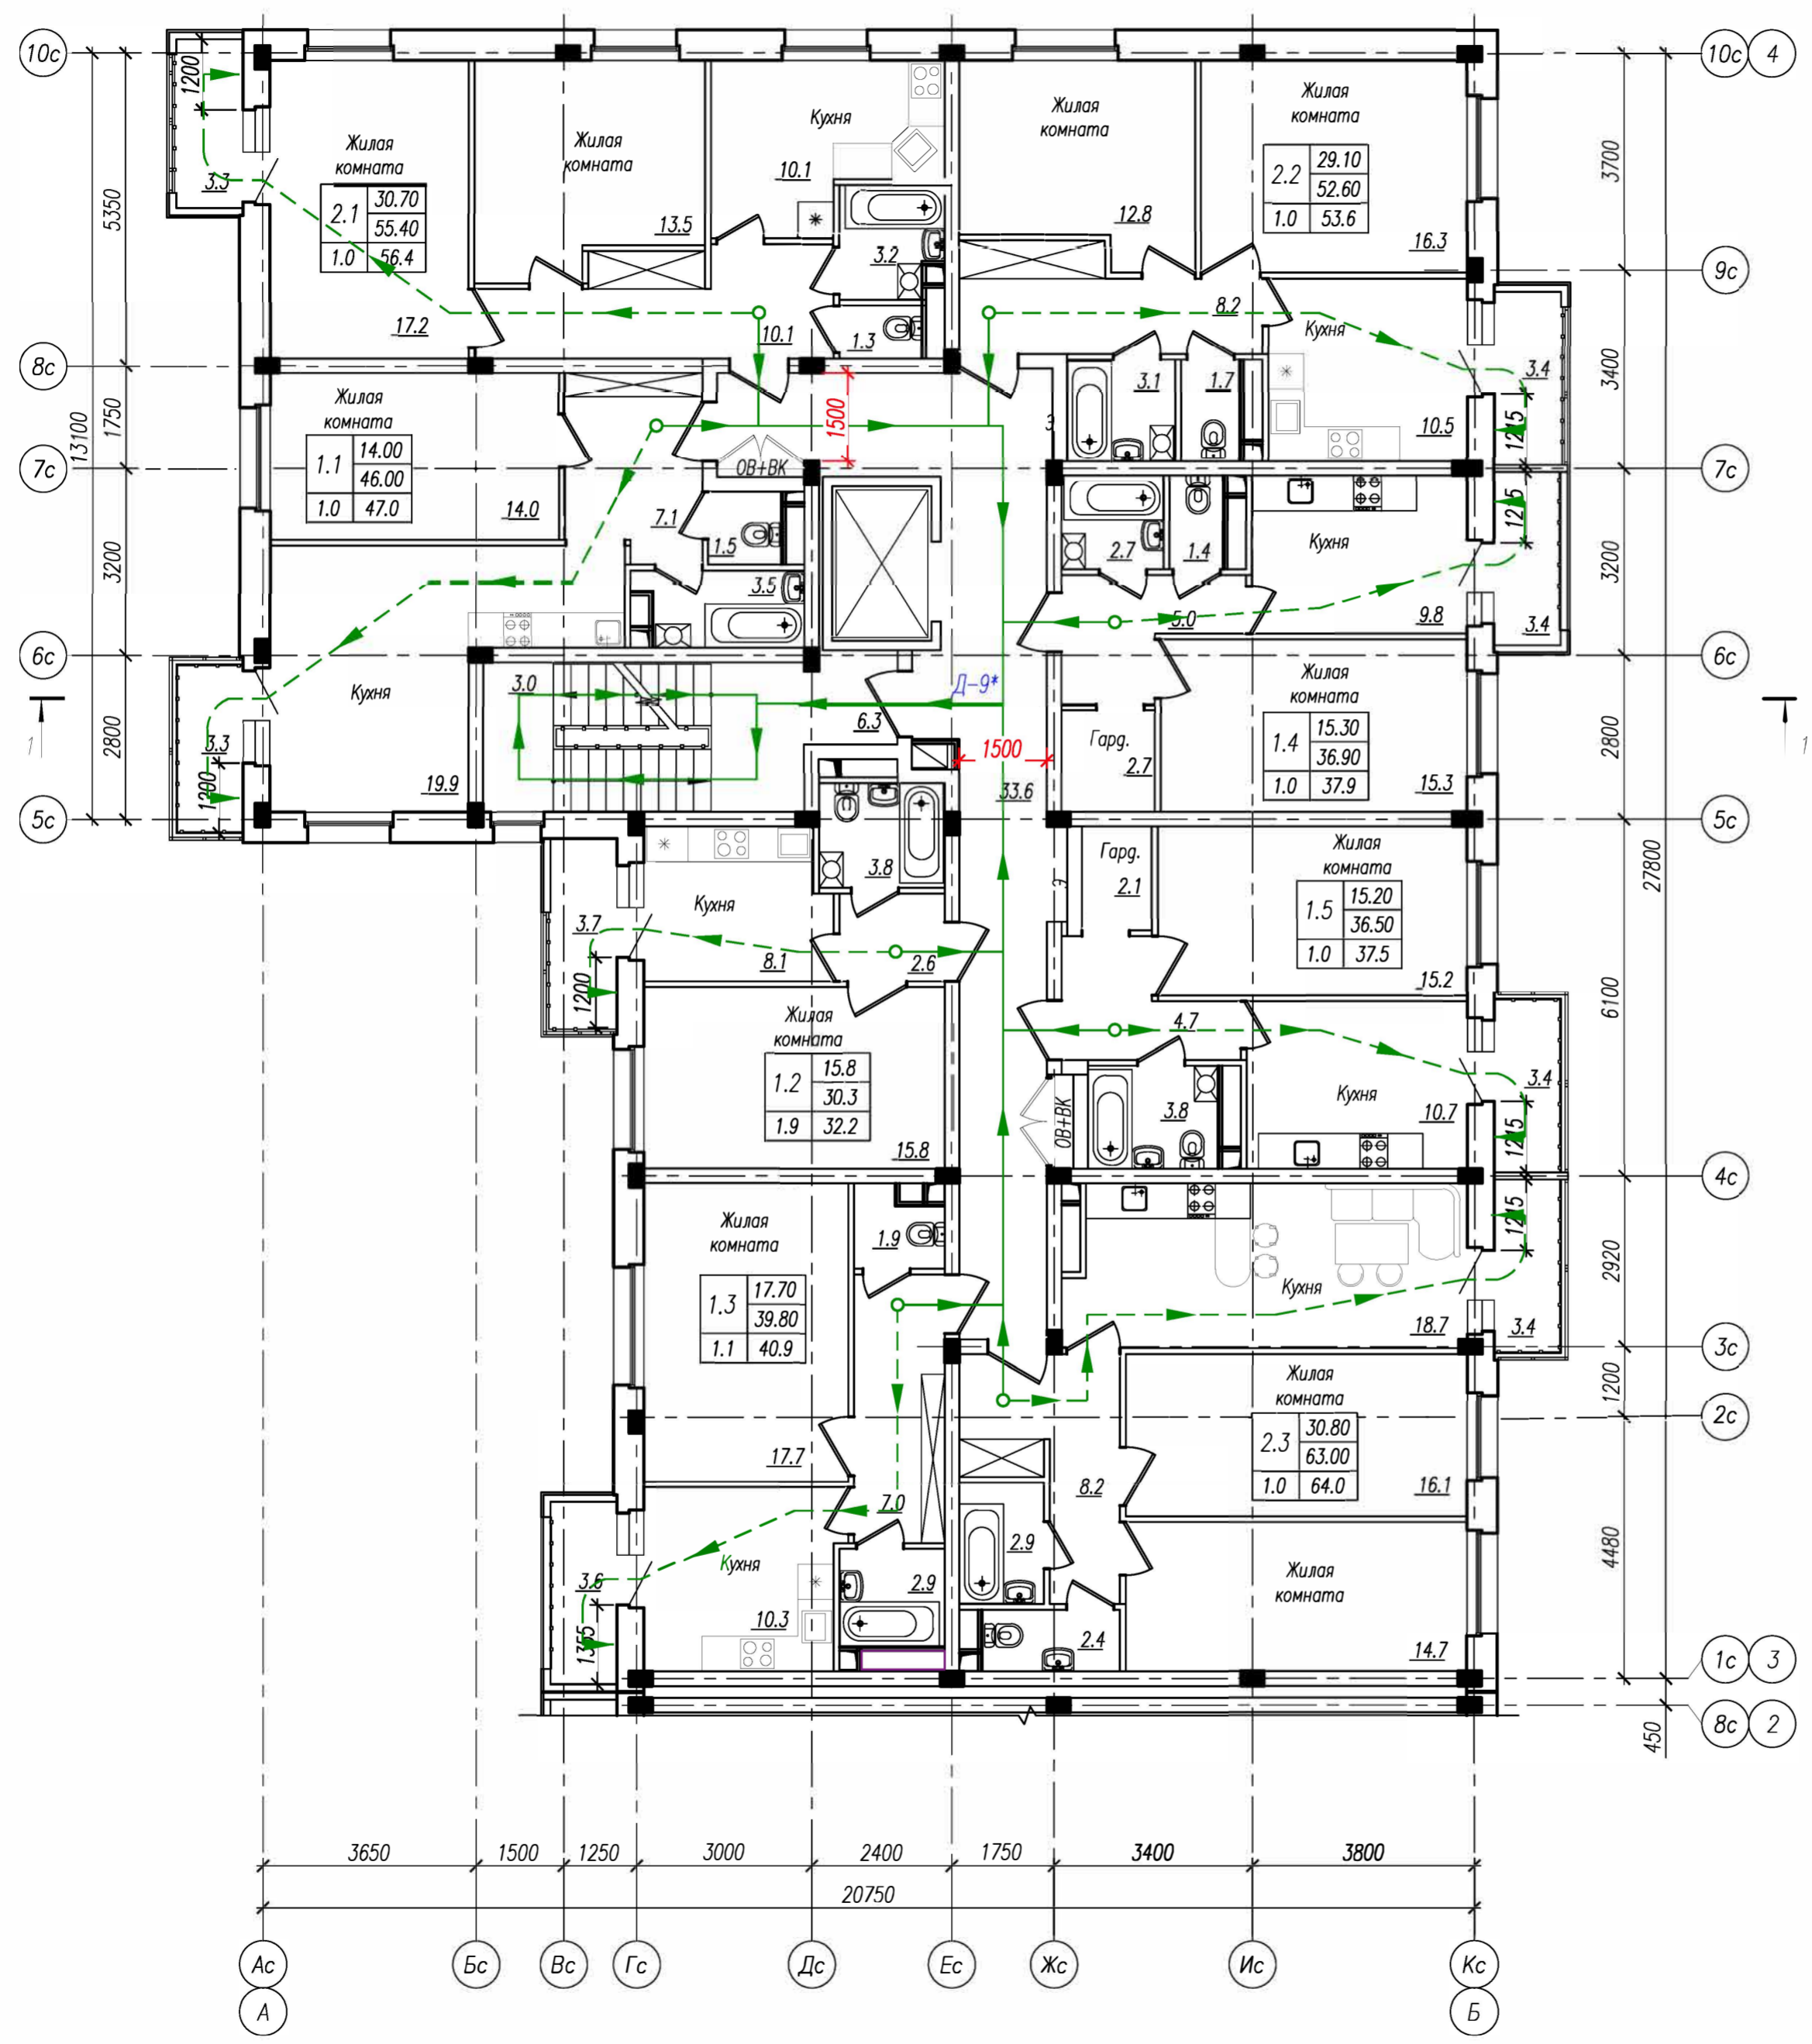 10с
10с
4
1200
Жилая
комната
2.1
30.70
55.40
1.0
56.4
3.3
17.2
Жилая
комната
13.5
Кухня
10.1
3.2
1.3
10.1
Жилая
комната
12.8
Жилая
комната
2.2
29.10
52.60
1.0
53.6
16.3
3700
5350
9с
8.2
Кухня
3.4
10.5
1215
3.1
1.7
3400
8с
1750
13100
Жилая
комната
1.1
14.00
46.00
1.0
47.0
14.0
1500
Э
ОВ+ВК
7с
7с
7.1
1.5
3.5
1215
Кухня
2.7
1.4
5.0
9.8
3.4
3200
3200
6с
6с
Кухня
3.0
Д-9*
6.3
3.3
1200
19.9
1
1
2800
2800
1500
33.6
Гард.
2.7
Жилая
комната
1.4
15.30
36.90
1.0
37.9
15.3
5с
5с
27800
3.8
Кухня
3.7
8.1
2.6
1200
Э
Гард.
2.1
Жилая
комната
1.5
15.20
36.50
1.0
37.5
15.2
6100
Жилая
комната
1.2
15.8
30.3
1.9
32.2
15.8
4.7
ОВ+ВК
3.8
Кухня
10.7
3.4
1215
4с
Жилая
комната
1.3
17.70
39.80
1.1
40.9
17.7
1.9
1215
Кухня
18.7
3.4
2920
3с
1200
2с
Жилая
комната
2.3
30.80
63.00
1.0
64.0
16.1
8.2
7.0
2.9
Кухня
3.6
1355
10.3
2.9
2.4
Жилая
комната
14.7
4480
1с
3
8с
2
450
3650
1500
1250
3000
2400
1750
3400
3800
20750
Ас
Бс
Вс
Гс
Дс
Ес
Жс
Ис
Кс
А
Б